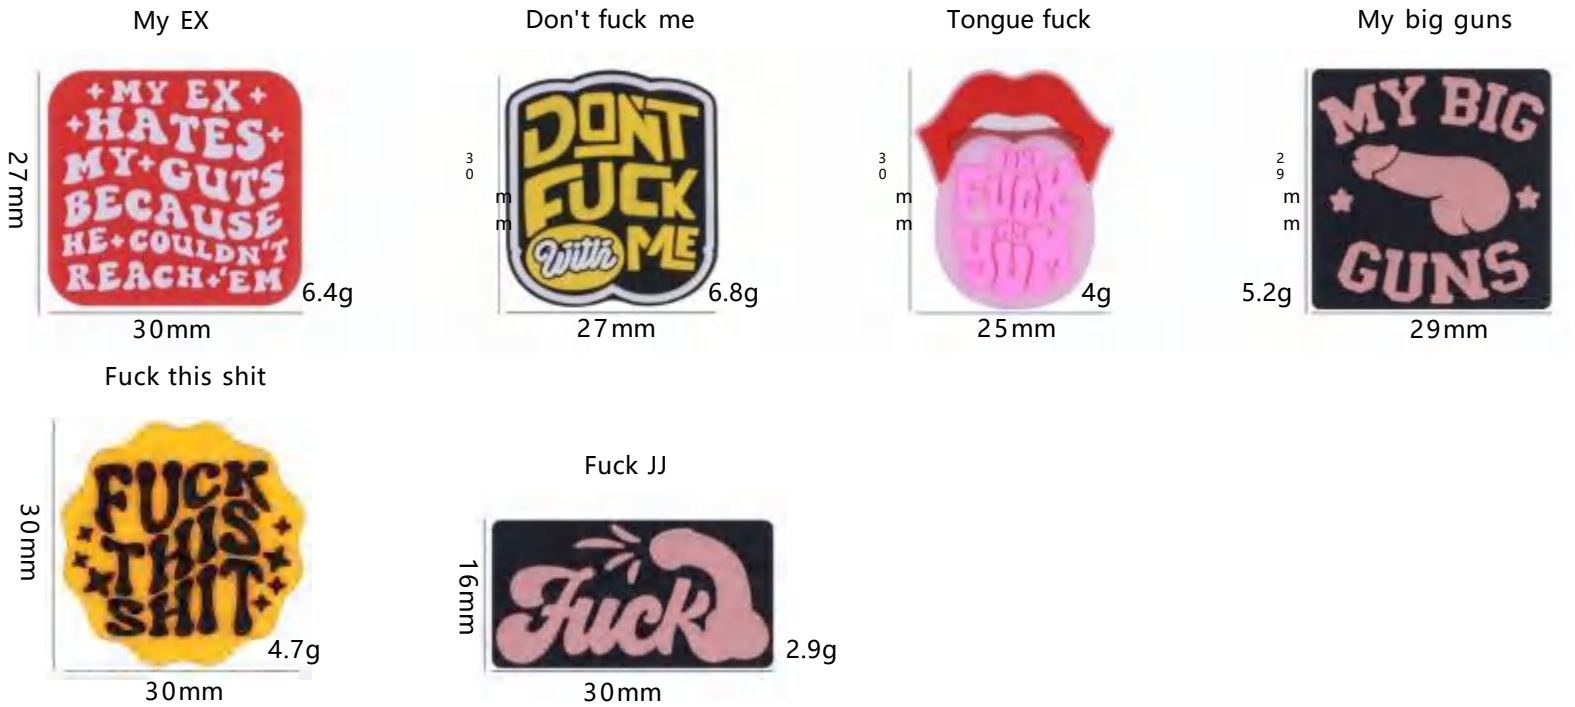 My EX
Don't fuck me
Tongue fuck
My big guns
+MY EX+
+HATES+
MY+GUTS
BECAUSE
HE+COULDN'T
REACH+'EM
27mm
30mm
6.4g
DON'T
FUCK
With ME
30
m
m
27mm
6.8g
FUCK
YUM
30
m
m
25mm
4g
MY BIG
GUNS
29
m
m
5.2g
29mm
Fuck this shit
FUCK
THIS
SHIT
30mm
4.7g
30mm
Fuck JJ
Fuck
16mm
2.9g
30mm